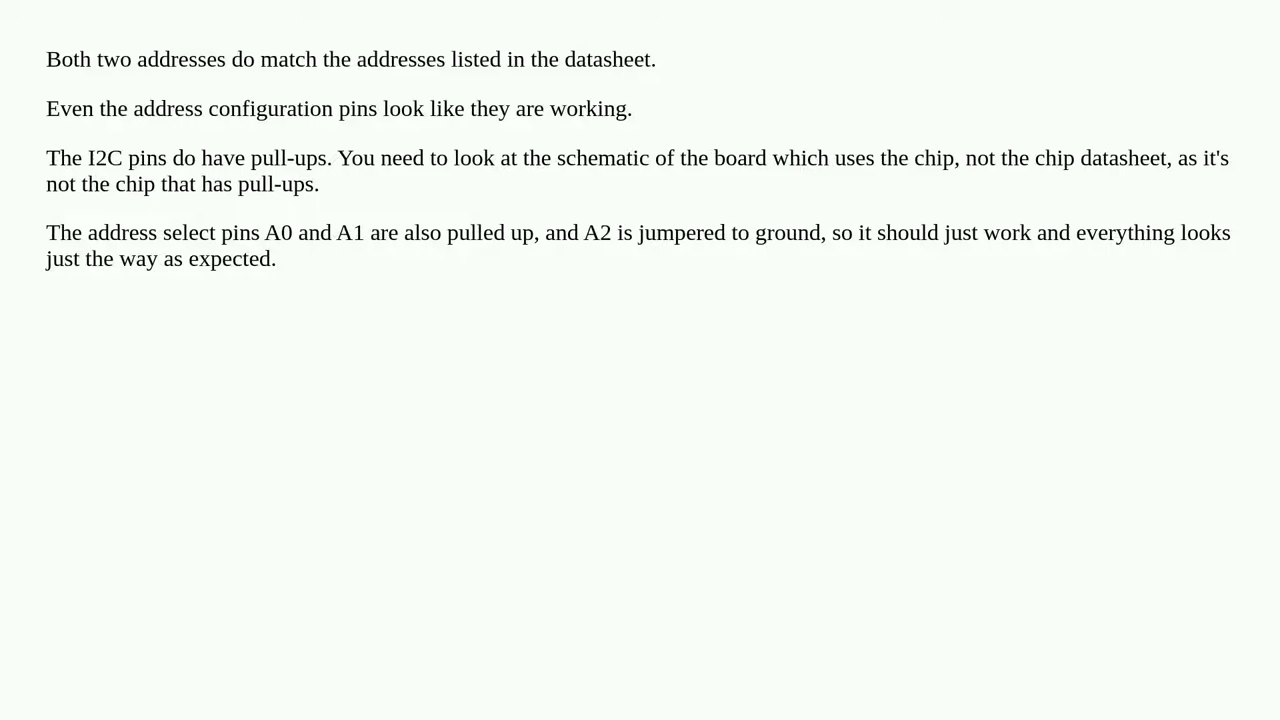 Both two addresses do match the addresses listed in the datasheet.
Even the address configuration pins look like they are working.
The I2C pins do have pull-ups. You need to look at the schematic of the board which uses the chip, not the chip datasheet, as it's
not the chip that has pull-ups.
The address select pins A0 and A1 are also pulled up, and A2 is jumpered to ground, so it should just work and everything looks
just the way as expected.